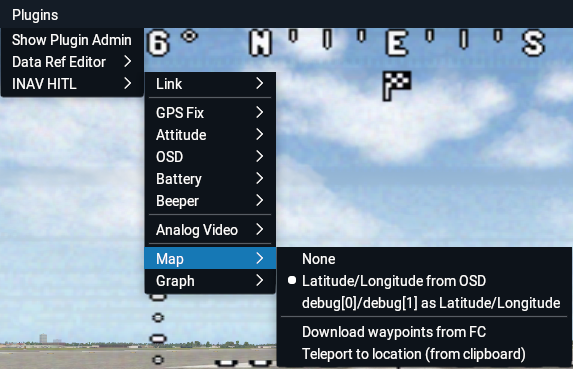 Plugins
Show Plugin Admin
Data Ref Editor
INAV HITL
6° N ' I ' E ' I ' S
Link
GPS Fix
Attitude
OSD
Battery
Beeper
Analog Video
Map
Graph
None
Latitude/Longitude from OSD
debug[0]/debug[1] as Latitude/Longitude
Download waypoints from FC
Teleport to location (from clipboard)